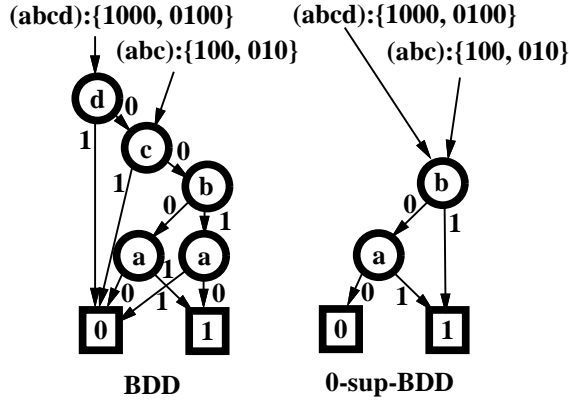 (abcd):{1000, 0100}
(abc):{100, 010}
d
0
1
c
0
1
b
0
1
a
a
0
1
1
0
0
1
BDD
(abcd):{1000, 0100}
(abc):{100, 010}
b
0
1
a
0
1
0
1
0-sup-BDD